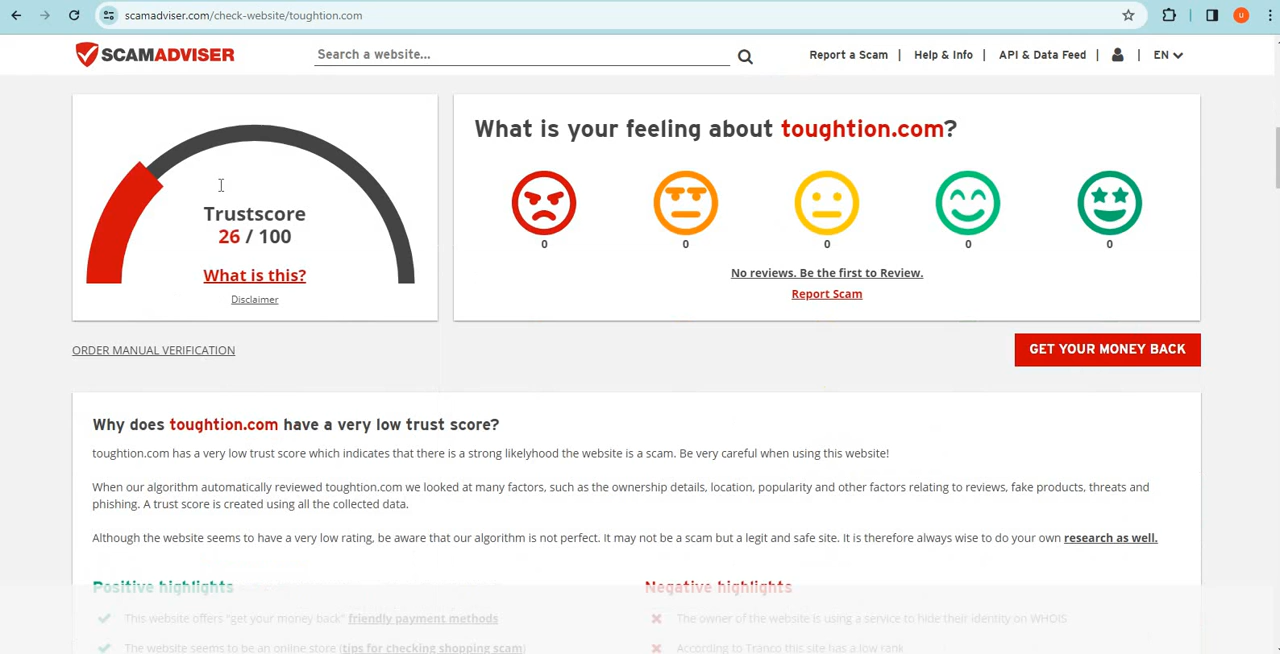 scamadviser.com/check-website/toughtion.com
U
SCAMADVISER
Search a website...
Report a Scam | Help & Info | API & Data Feed | | EN
Trustscore
26 / 100
What is this?
Disclaimer
What is your feeling about toughtion.com?
0 0 0 0 0
No reviews. Be the first to Review.
Report Scam
ORDER MANUAL VERIFICATION
GET YOUR MONEY BACK
Why does toughtion.com have a very low trust score?
toughtion.com has a very low trust score which indicates that there is a strong likelyhood the website is a scam. Be very careful when using this website!
When our algorithm automatically reviewed toughtion.com we looked at many factors, such as the ownership details, location, popularity and other factors relating to reviews, fake products, threats and
phishing. A trust score is created using all the collected data.
Although the website seems to have a very low rating, be aware that our algorithm is not perfect. It may not be a scam but a legit and safe site. It is therefore always wise to do your own research as well.
Positive highlights
This website offers "get your money back" friendly payment methods
The website seems to be an online store (tips for checking shopping scam)
Negative highlights
The owner of the website is using a service to hide their identity on WHOIS
According to Tranco this site has a low rank